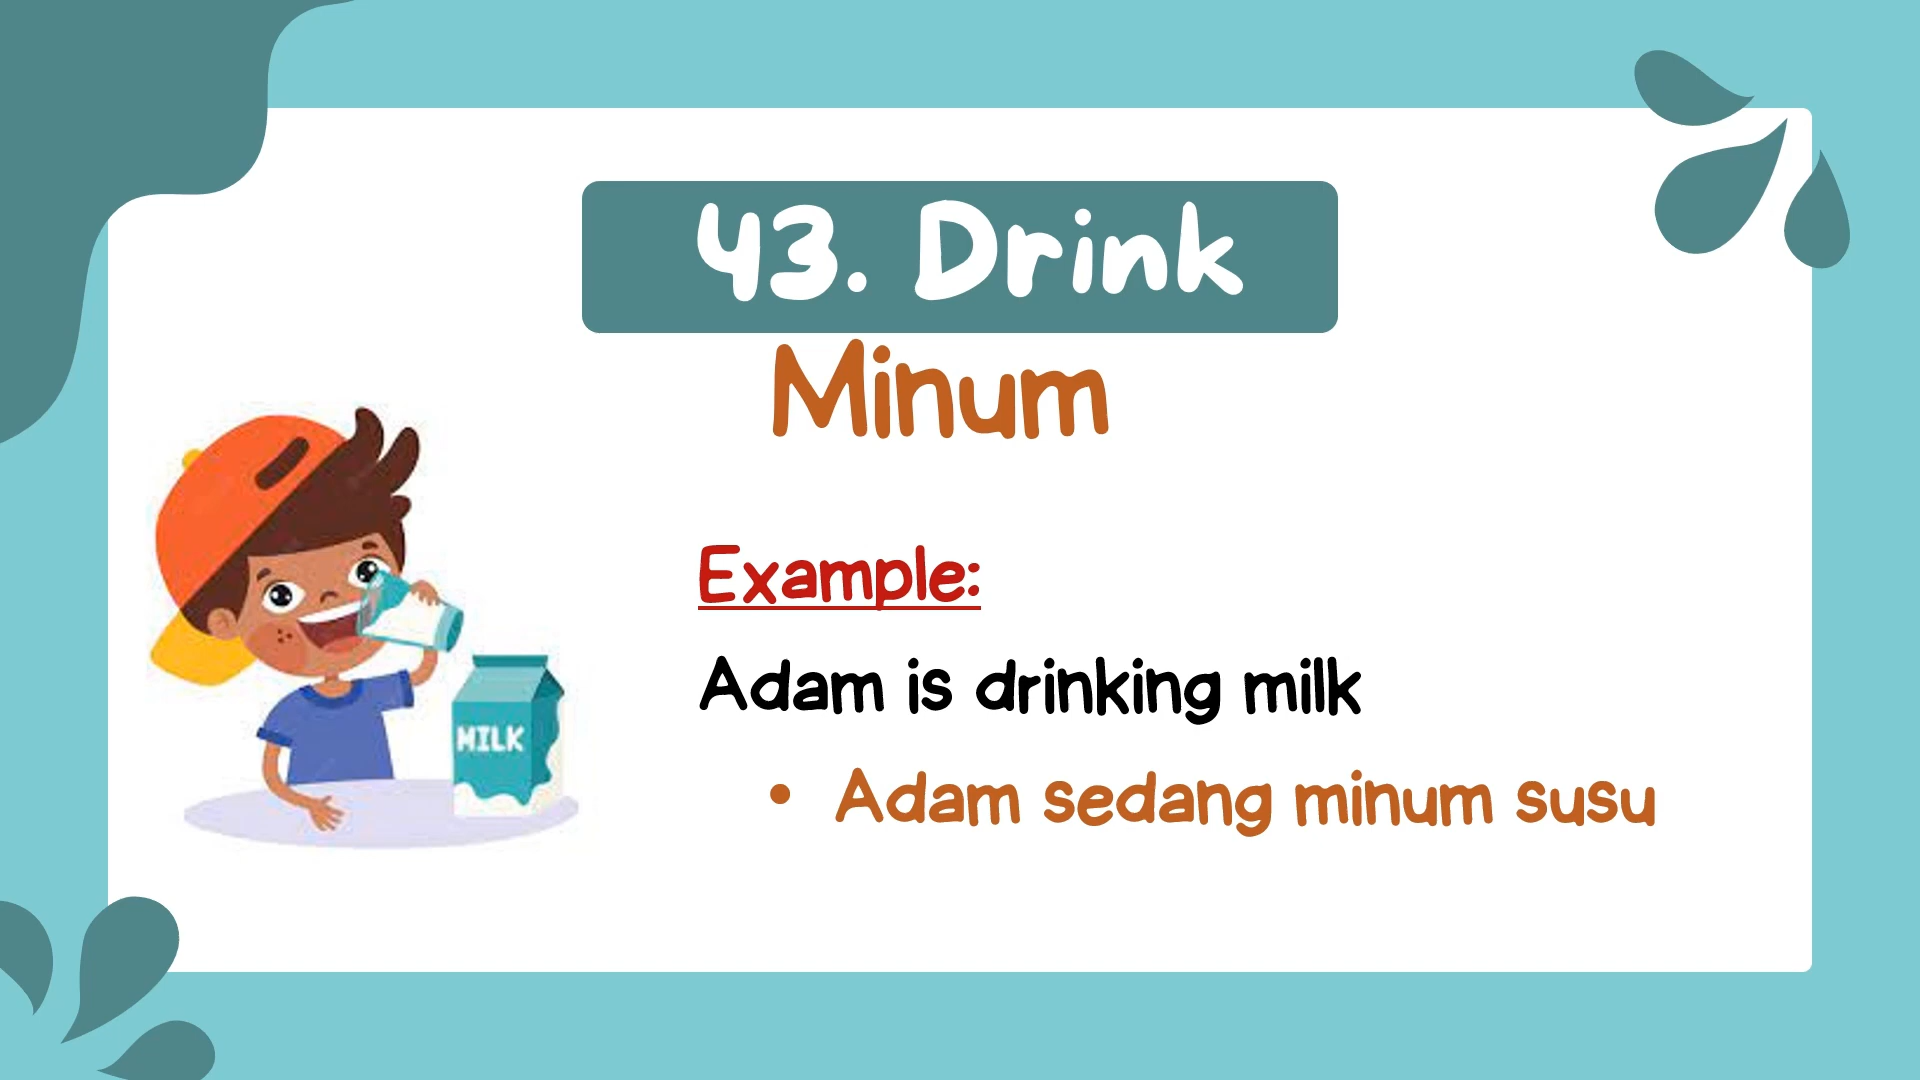 43. Drink
Minum
Example:
Adam is drinking milk
MILK
• Adam sedang minum susu